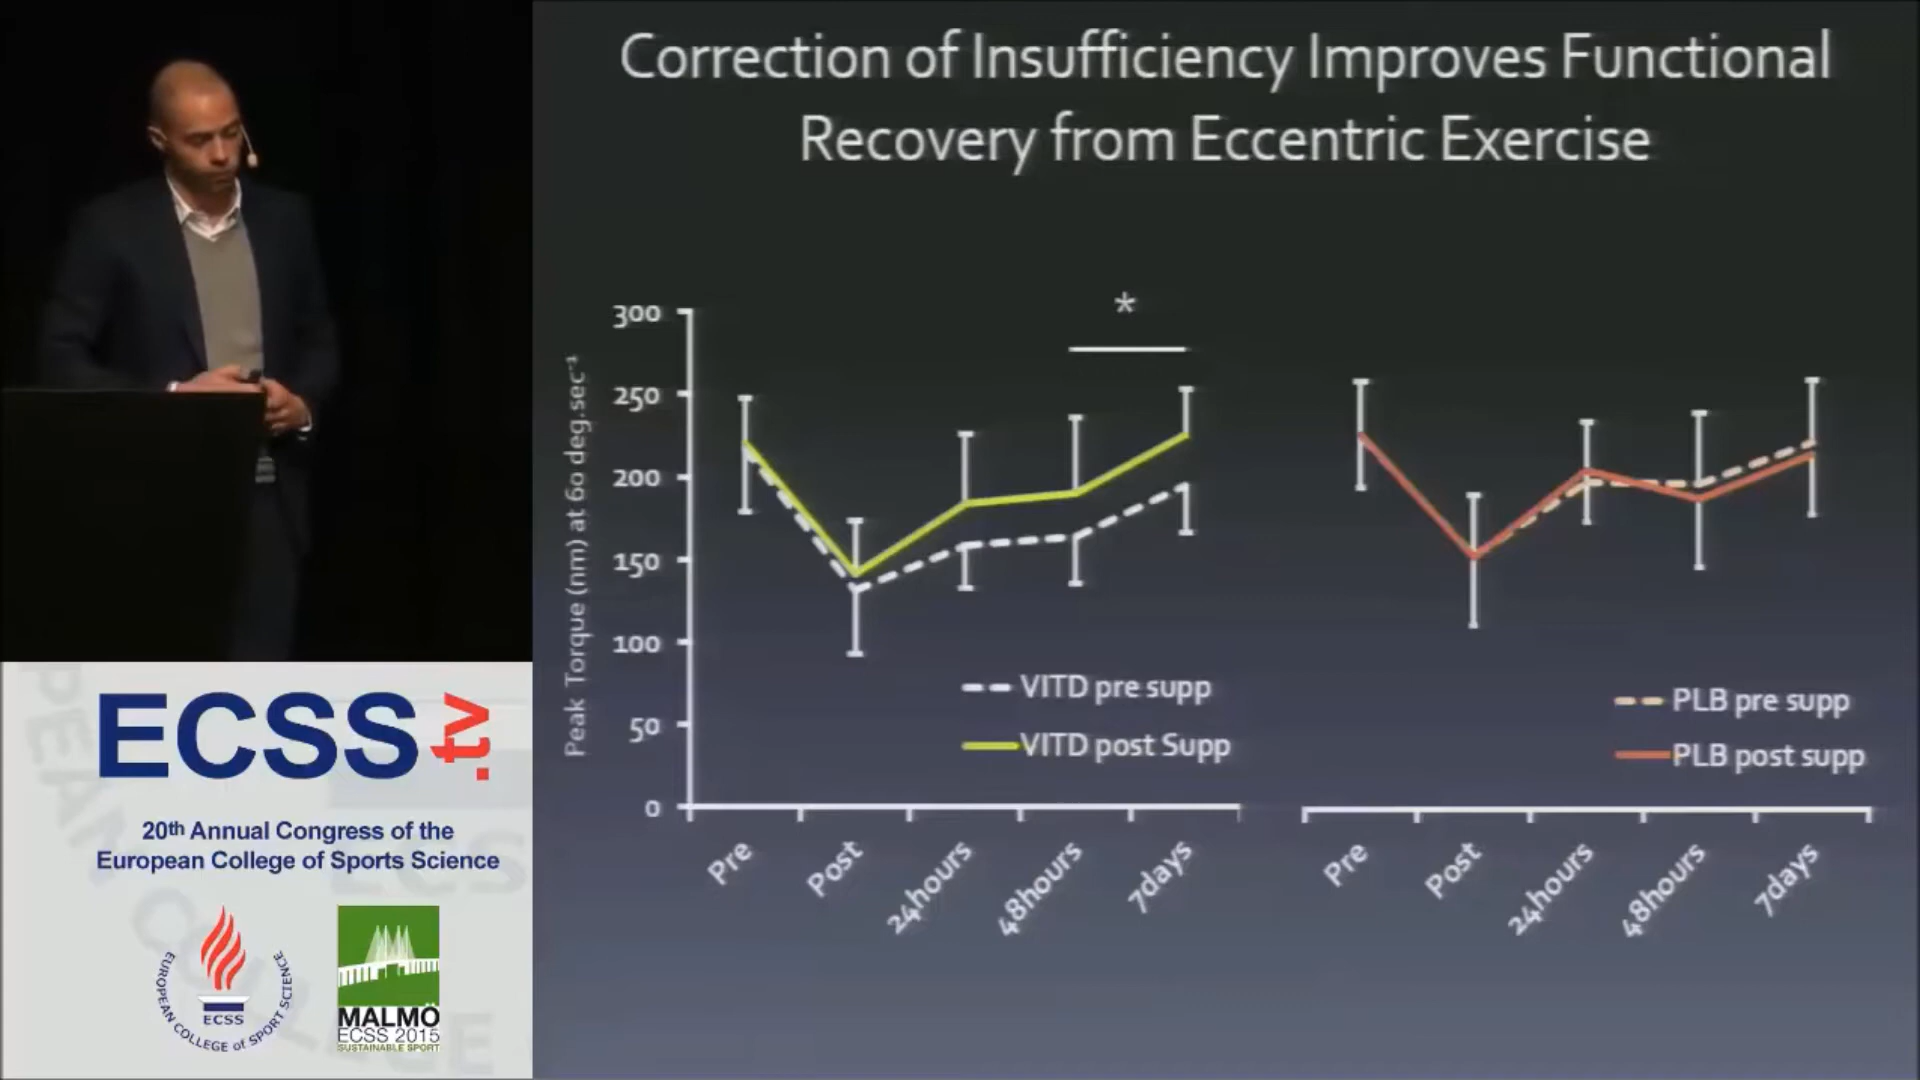 Correction of Insufficiency Improves Functional
Recovery from Eccentric Exercise
*
Peak Torque (nm) at 60 deg.sec⁻¹
300
250
200
150
100
50
0
VITD pre supp
VITD post Supp
Pre
Post
24hours
48hours
7days
PLB pre supp
PLB post supp
Pre
Post
24hours
48hours
7days
ECSS.tv
20th Annual Congress of the
European College of Sports Science
EUROPEAN COLLEGE of SPORT SCIENCE
ECSS
MALMÖ
ECSS 2015
SUSTAINABLE SPORT